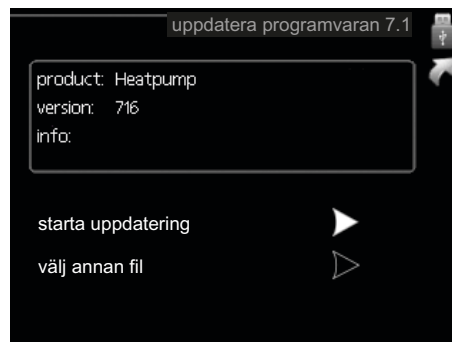 uppdatera programvaran 7.1
product: Heatpump
version: 716
info:
starta uppdatering
välj annan fil